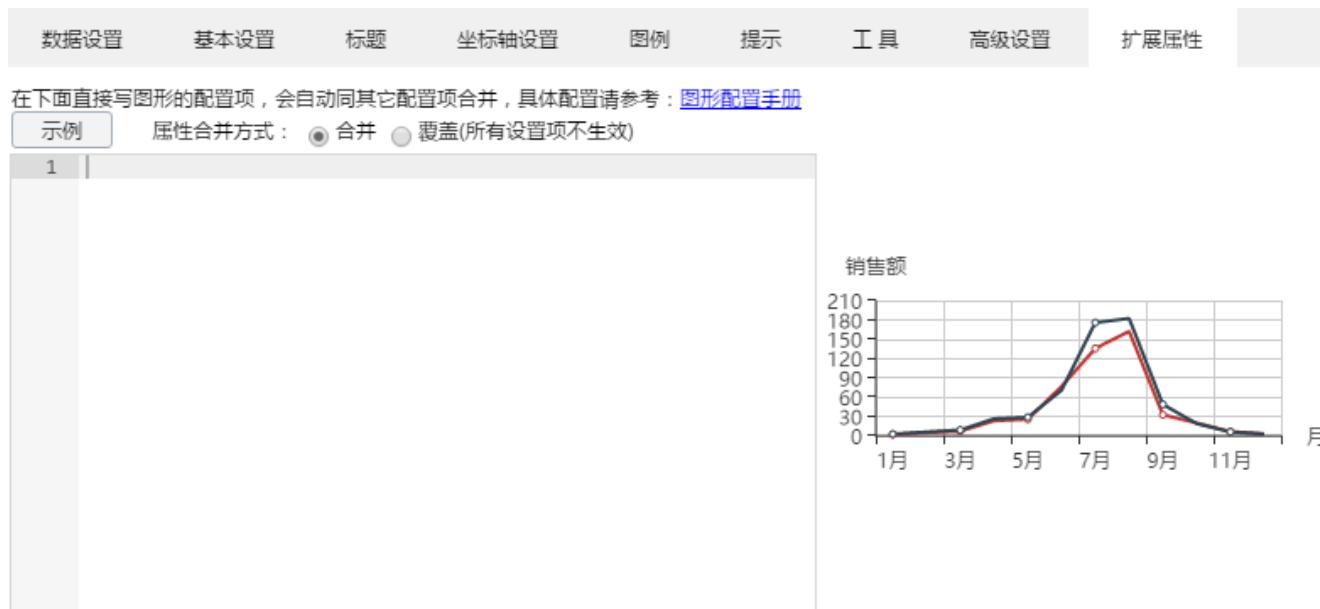 数据设置 基本设置 标题 坐标轴设置 图例 提示 工 具 高级设置 扩展属性
在下面直接写图形的配置项，会自动同其它配置项合并，具体配置请参考：图形配置手册
示例 属性合并方式： 合并 覆盖(所有设置项不生效)
1
销售额
210
180
150
120
90
60
30
0
月
1月 3月 5月 7月 9月 11月